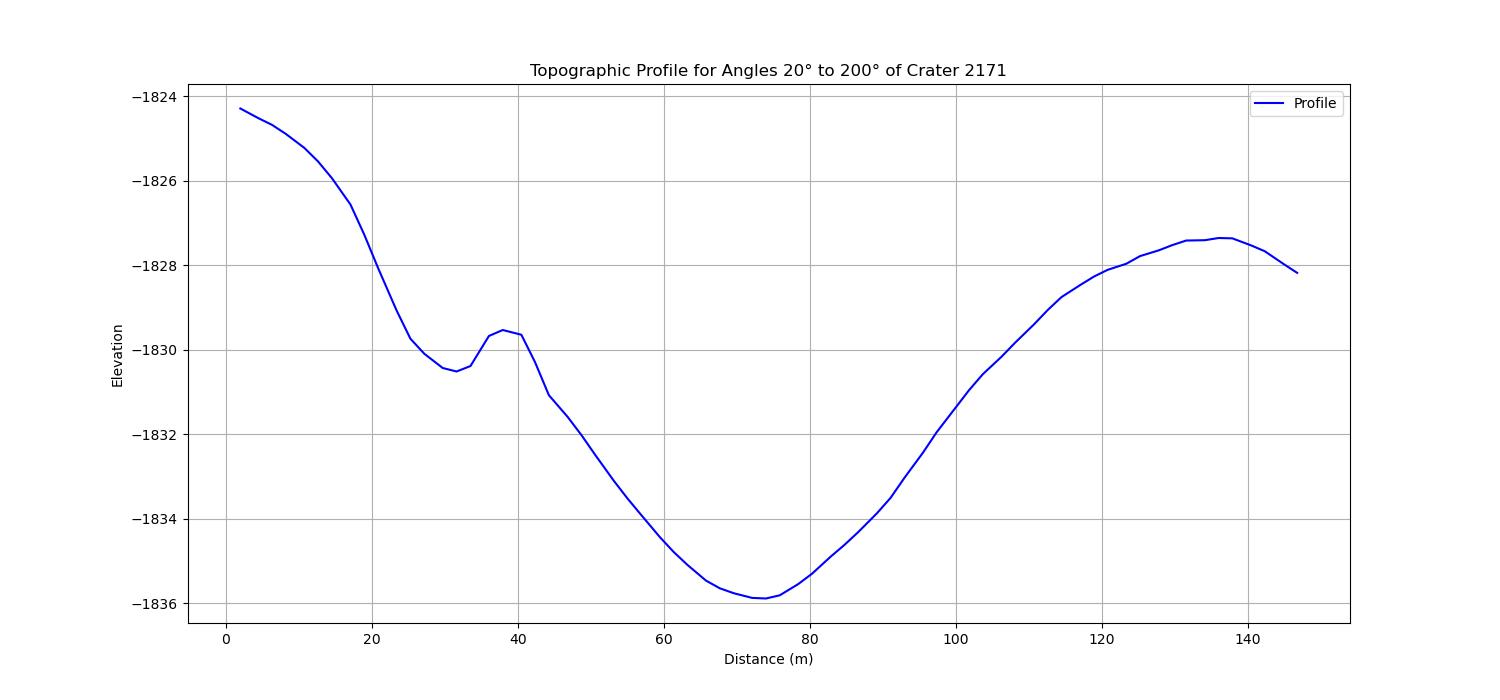 Topographic Profile for Angles 20° to 200° of Crater 2171
Profile
Elevation
−1824
−1826
−1828
−1830
−1832
−1834
−1836
0 20 40 60 80 100 120 140
Distance (m)